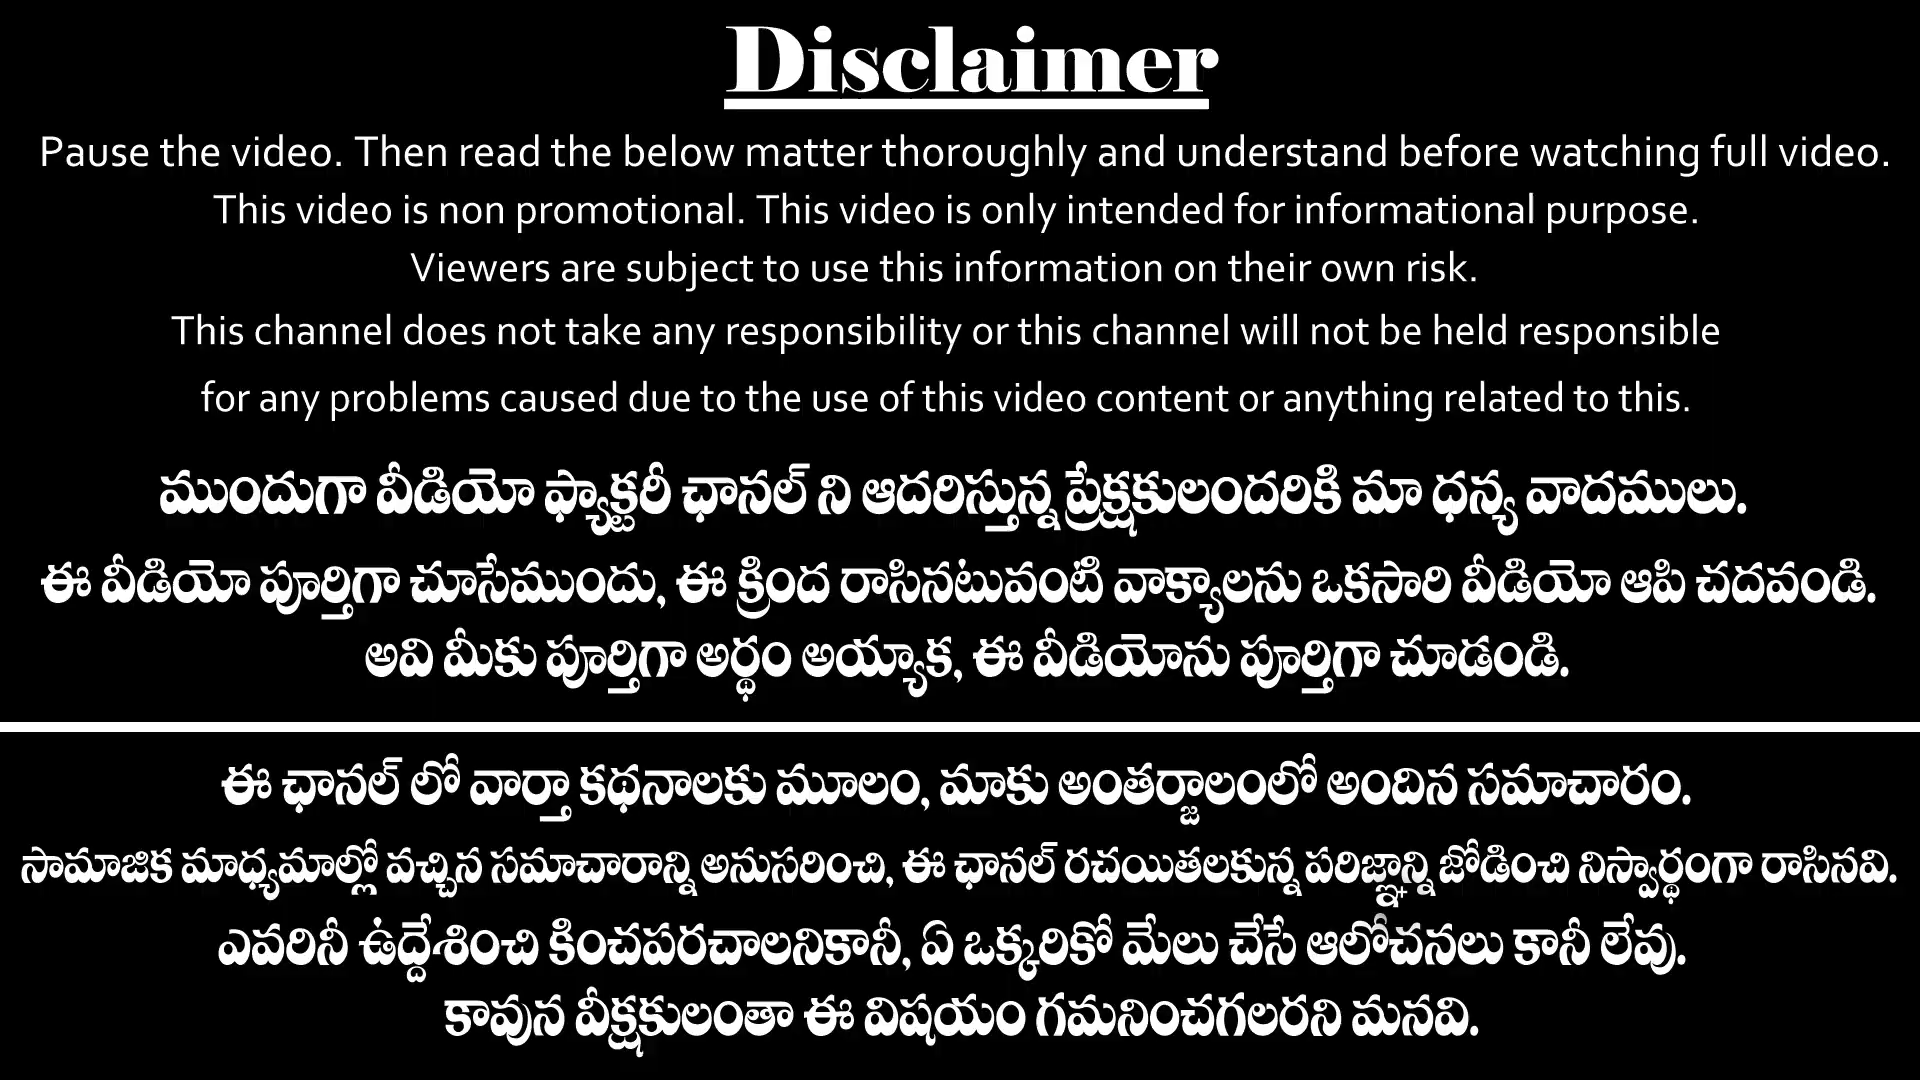 Disclaimer
Pause the video. Then read the below matter thoroughly and understand before watching full video.
This video is non promotional. This video is only intended for informational purpose.
Viewers are subject to use this information on their own risk.
This channel does not take any responsibility or this channel will not be held responsible
for any problems caused due to the use of this video content or anything related to this.
ముందుగా వీడియో ఫ్యాక్టరీ ఛానల్ ని ఆదరిస్తున్న ప్రేక్షకులందరికి మా ధన్య వాదములు.
ఈ వీడియో పూర్తిగా చూసేముందు, ఈ క్రింద రాసినటువంటి వాక్యాలను ఒకసారి వీడియో ఆపి చదవండి.
అవి మీకు పూర్తిగా అర్థం అయ్యాక, ఈ వీడియోను పూర్తిగా చూడండి.
ఈ ఛానల్ లో వార్తా కథనాలకు మూలం, మాకు అంతర్జాలంలో అందిన సమాచారం.
సామాజిక మాధ్యమాల్లో వచ్చిన సమాచారాన్ని అనుసరించి, ఈ ఛానల్ రచయితలకున్న పరిజ్ఞాన్ని జోడించి నిస్వార్థంగా రాసినవి.
ఎవరినీ ఉద్దేశించి కించపరచాలనికానీ, ఏ ఒక్కరికో మేలు చేసే ఆలోచనలు కానీ లేవు.
కావున వీక్షకులంతా ఈ విషయం గమనించగలరని మనవి.